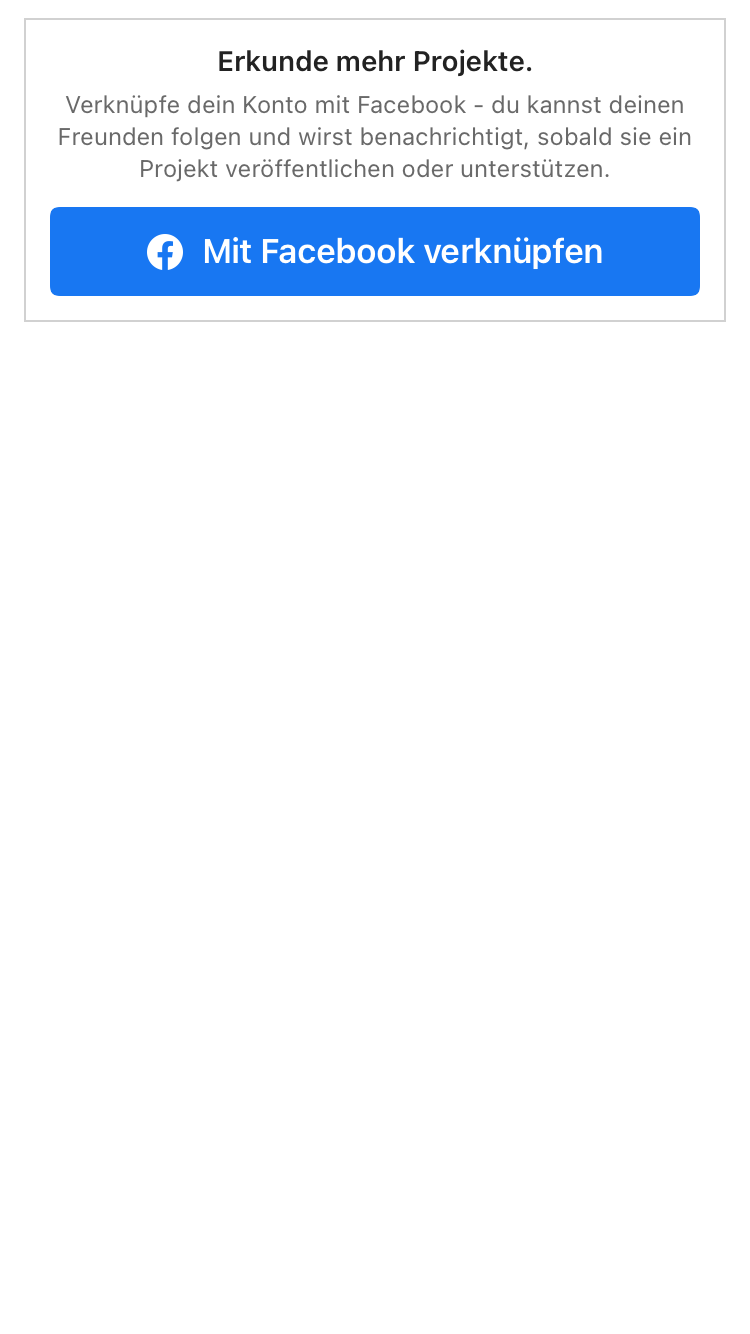 Erkunde mehr Projekte.
Verknüpfe dein Konto mit Facebook - du kannst deinen
Freunden folgen und wirst benachrichtigt, sobald sie ein
Projekt veröffentlichen oder unterstützen.
Mit Facebook verknüpfen